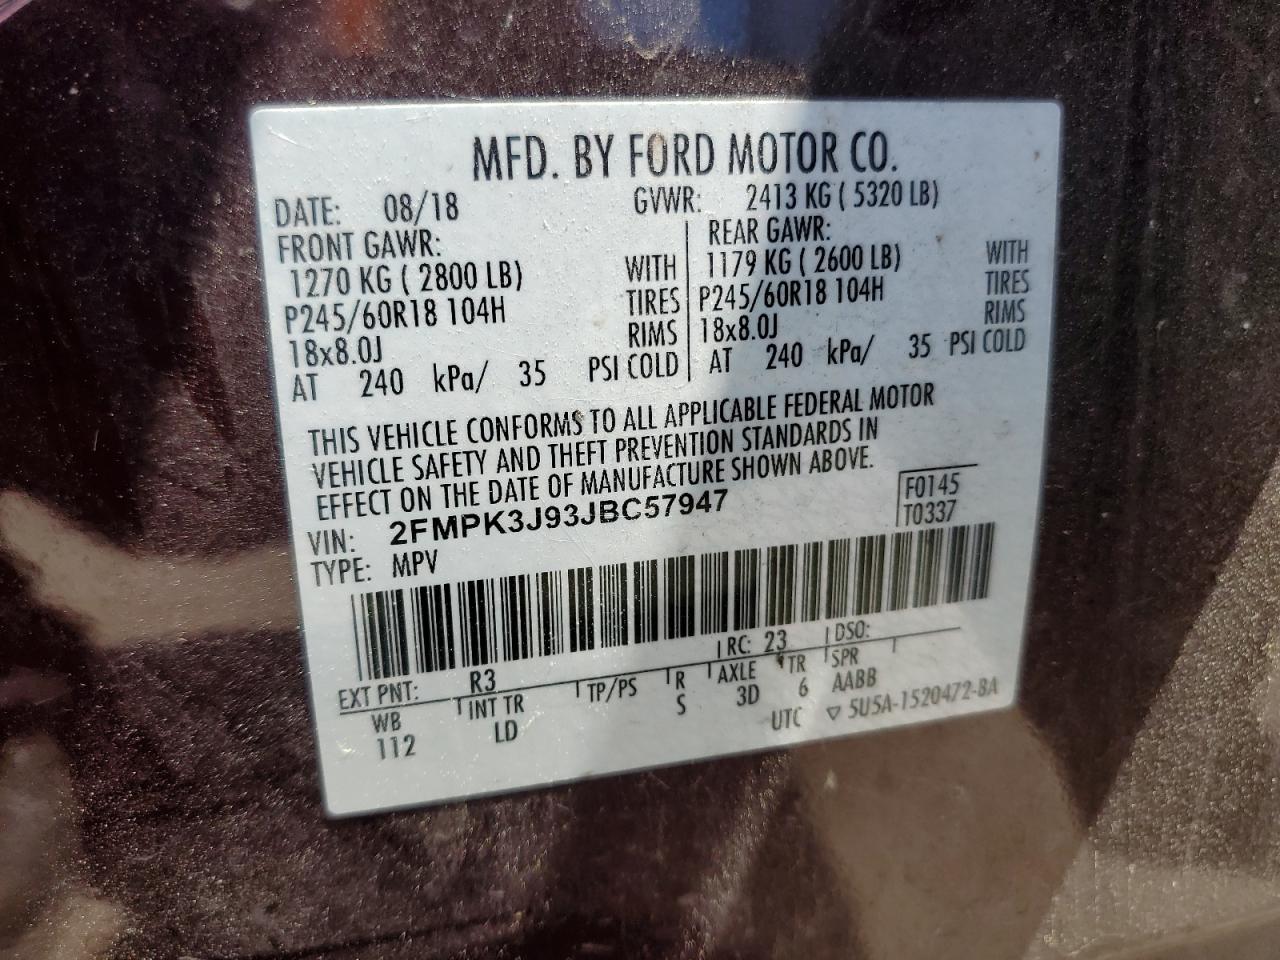 MFD. BY FORD MOTOR CO.
DATE: 08/18 GVWR: 2413 KG ( 5320 LB)
FRONT GAWR: REAR GAWR:
1270 KG ( 2800 LB) WITH 1179 KG ( 2600 LB) WITH
P245/60R18 104H TIRES P245/60R18 104H TIRES
18x8.0J RIMS 18x8.0J RIMS
AT 240 kPa/ 35 PSI COLD AT 240 kPa/ 35 PSI COLD
THIS VEHICLE CONFORMS TO ALL APPLICABLE FEDERAL MOTOR
VEHICLE SAFETY AND THEFT PREVENTION STANDARDS IN
EFFECT ON THE DATE OF MANUFACTURE SHOWN ABOVE.
F0145
VIN: 2FMPK3J93JBC57947 T0337
TYPE: MPV
EXT PNT: R3 RC: 23 DSO:
WB INT TR TP/PS R AXLE TR SPR
112 LD S 3D 6 AABB
UTC ▽ 5U5A-1520472-BA